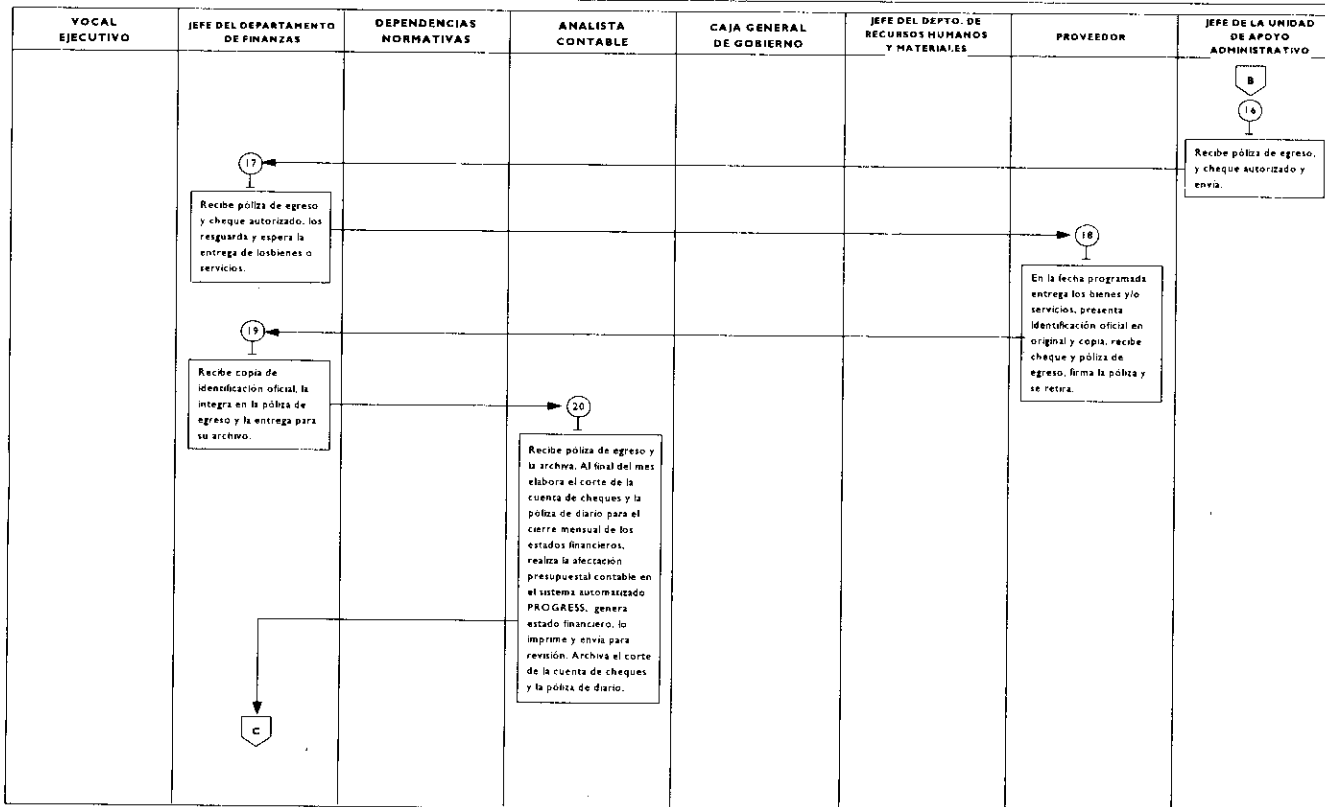 VOCAL
EJECUTIVO
JEFE DEL DEPARTAMENTO
DE FINANZAS
DEPENDENCIAS
NORMATIVAS
ANALISTA
CONTABLE
CAJA GENERAL
DE GOBIERNO
JEFE DEL DEPTO. DE
RECURSOS HUMANOS
Y MATERIALES
PROVEEDOR
JEFE DE LA UNIDAD
DE APOYO
ADMINISTRATIVO
B
16
Recibe póliza de egreso,
y cheque autorizado y
envía.
17
Recibe póliza de egreso
y cheque autorizado, los
resguarda y espera la
entrega de losbienes o
servicios.
18
En la fecha programada
entrega los bienes y/o
servicios, presenta
Identificación oficial en
original y copia, recibe
cheque y póliza de
egreso, firma la póliza y
se retira.
19
Recibe copia de
identificación oficial, la
integra en la póliza de
egreso y la entrega para
su archivo.
20
Recibe póliza de egreso y
la archiva. Al final del mes
elabora el corte de la
cuenta de cheques y la
póliza de diario para el
cierre mensual de los
estados financieros,
realiza la afectación
presupuestal contable en
el sistema automatizado
PROGRESS, genera
estado financiero, lo
imprime y envía para
revisión. Archiva el corte
de la cuenta de cheques
y la póliza de diario.
C